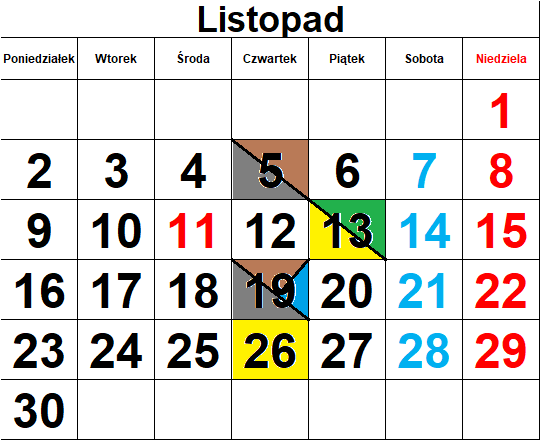 Listopad
Poniedziałek Wtorek Środa Czwartek Piątek Sobota Niedziela
1
2 3 4 5 6 7 8
9 10 11 12 13 14 15
16 17 18 19 20 21 22
23 24 25 26 27 28 29
30